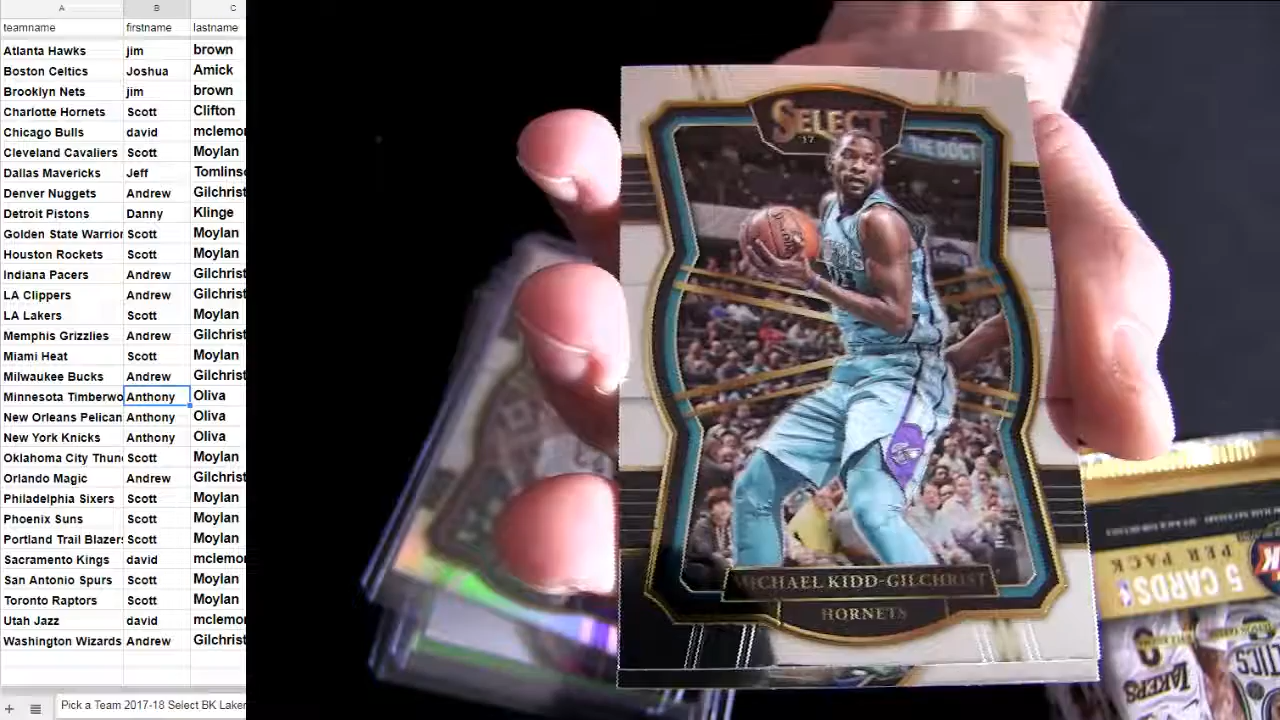 A B C
teamname firstname lastname
Atlanta Hawks jim brown
Boston Celtics Joshua Amick
Brooklyn Nets jim brown
Charlotte Hornets Scott Clifton
Chicago Bulls david mclemor
Cleveland Cavaliers Scott Moylan
Dallas Mavericks Jeff Tomlins
Denver Nuggets Andrew Gilchrist
Detroit Pistons Danny Klinge
Golden State Warrior Scott Moylan
Houston Rockets Scott Moylan
Indiana Pacers Andrew Gilchrist
LA Clippers Andrew Gilchrist
LA Lakers Scott Moylan
Memphis Grizzlies Andrew Gilchrist
Miami Heat Scott Moylan
Milwaukee Bucks Andrew Gilchrist
Minnesota Timberwo Anthony Oliva
New Orleans Pelican Anthony Oliva
New York Knicks Anthony Oliva
Oklahoma City Thun Scott Moylan
Orlando Magic Andrew Gilchrist
Philadelphia Sixers Scott Moylan
Phoenix Suns Scott Moylan
Portland Trail Blazers Scott Moylan
Sacramento Kings david mclemor
San Antonio Spurs Scott Moylan
Toronto Raptors Scott Moylan
Utah Jazz david mclemor
Washington Wizards Andrew Gilchrist
Pick a Team 2017-18 Select BK Laker
SELECT
17
THE DOCT
MICHAEL KIDD-GILCHRIST
HORNETS
5 CARDS
PER PACK
LAKERS